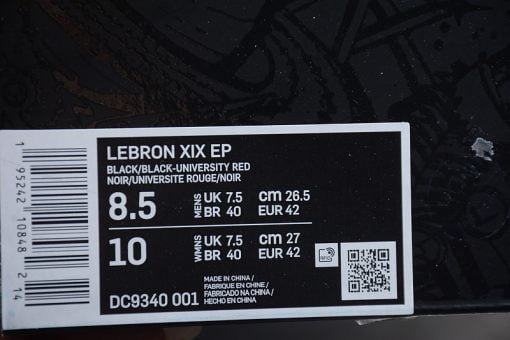 LEBRON XIX EP
BLACK/BLACK-UNIVERSITY RED
NOIR/UNIVERSITE ROUGE/NOIR
8.5 MENS UK 7.5 cm 26.5
BR 40 EUR 42
10 WMNS UK 7.5 cm 27
BR 40 EUR 42
MADE IN CHINA /
FABRIQUE EN CHINE /
FABRICADO NA CHINA /
HECHO EN CHINA
DC9340 001
RFID
1 95242 10848 2 14